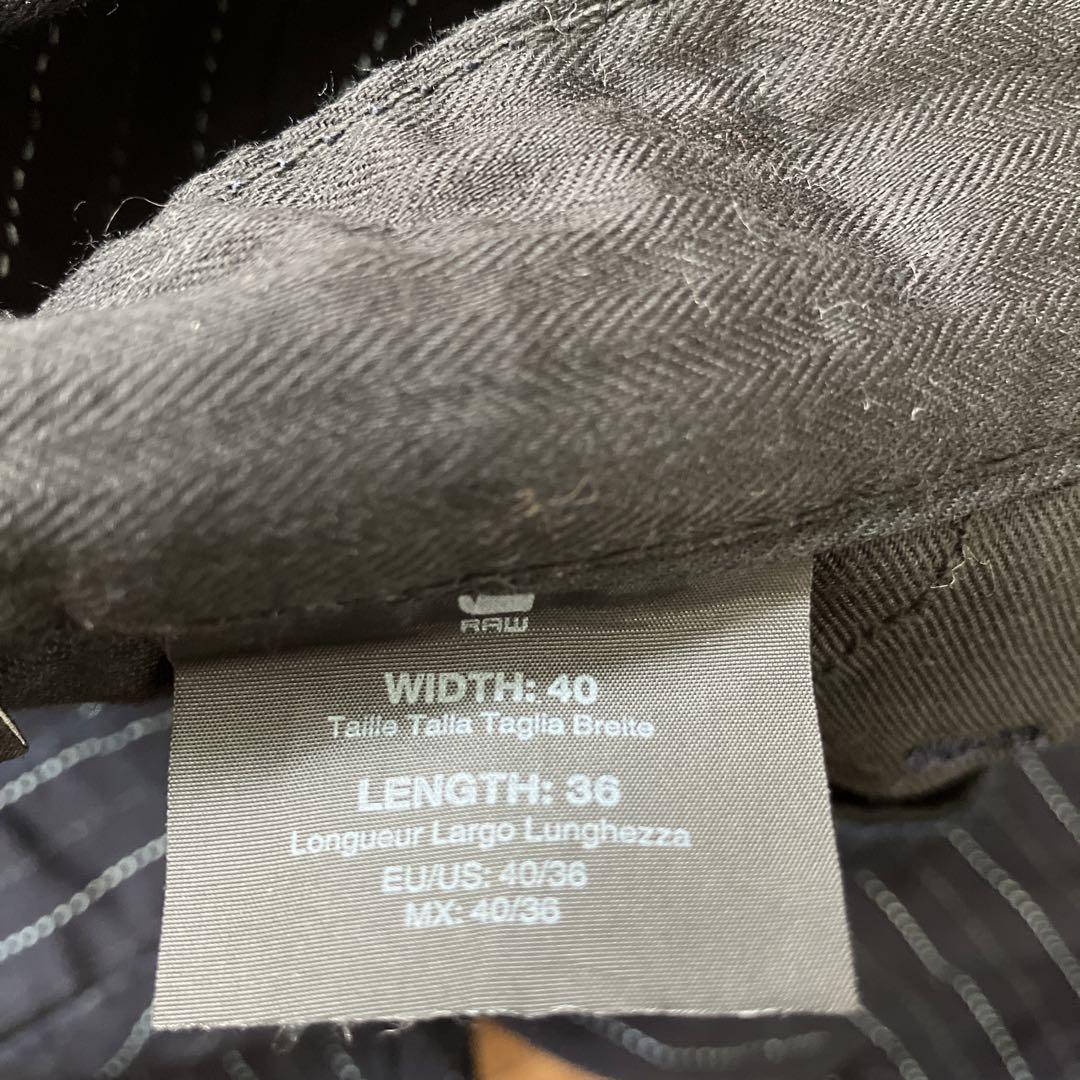 RAW
WIDTH: 40
Taille Talla Taglia Breite
LENGTH: 36
Longueur Largo Lunghezza
EU/US: 40/36
MX: 40/36